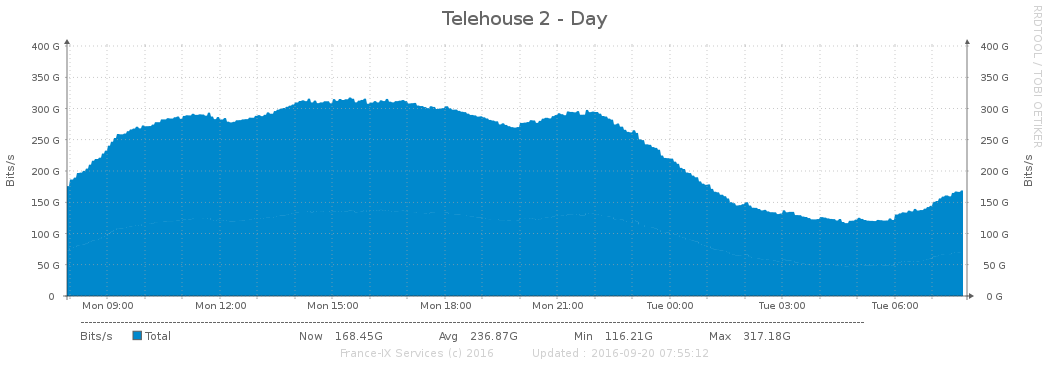 Telehouse 2 - Day
RRDTOOL / TOBI OETIKER
Bits/s
400 G
350 G
300 G
250 G
200 G
150 G
100 G
50 G
0
400 G
350 G
300 G
250 G
200 G
150 G
100 G
50 G
0 G
Bits/s
Mon 09:00 Mon 12:00 Mon 15:00 Mon 18:00 Mon 21:00 Tue 00:00 Tue 03:00 Tue 06:00
Bits/s Total Now 168.45G Avg 236.87G Min 116.21G Max 317.18G
France-IX Services (c) 2016 Updated : 2016-09-20 07:55:12